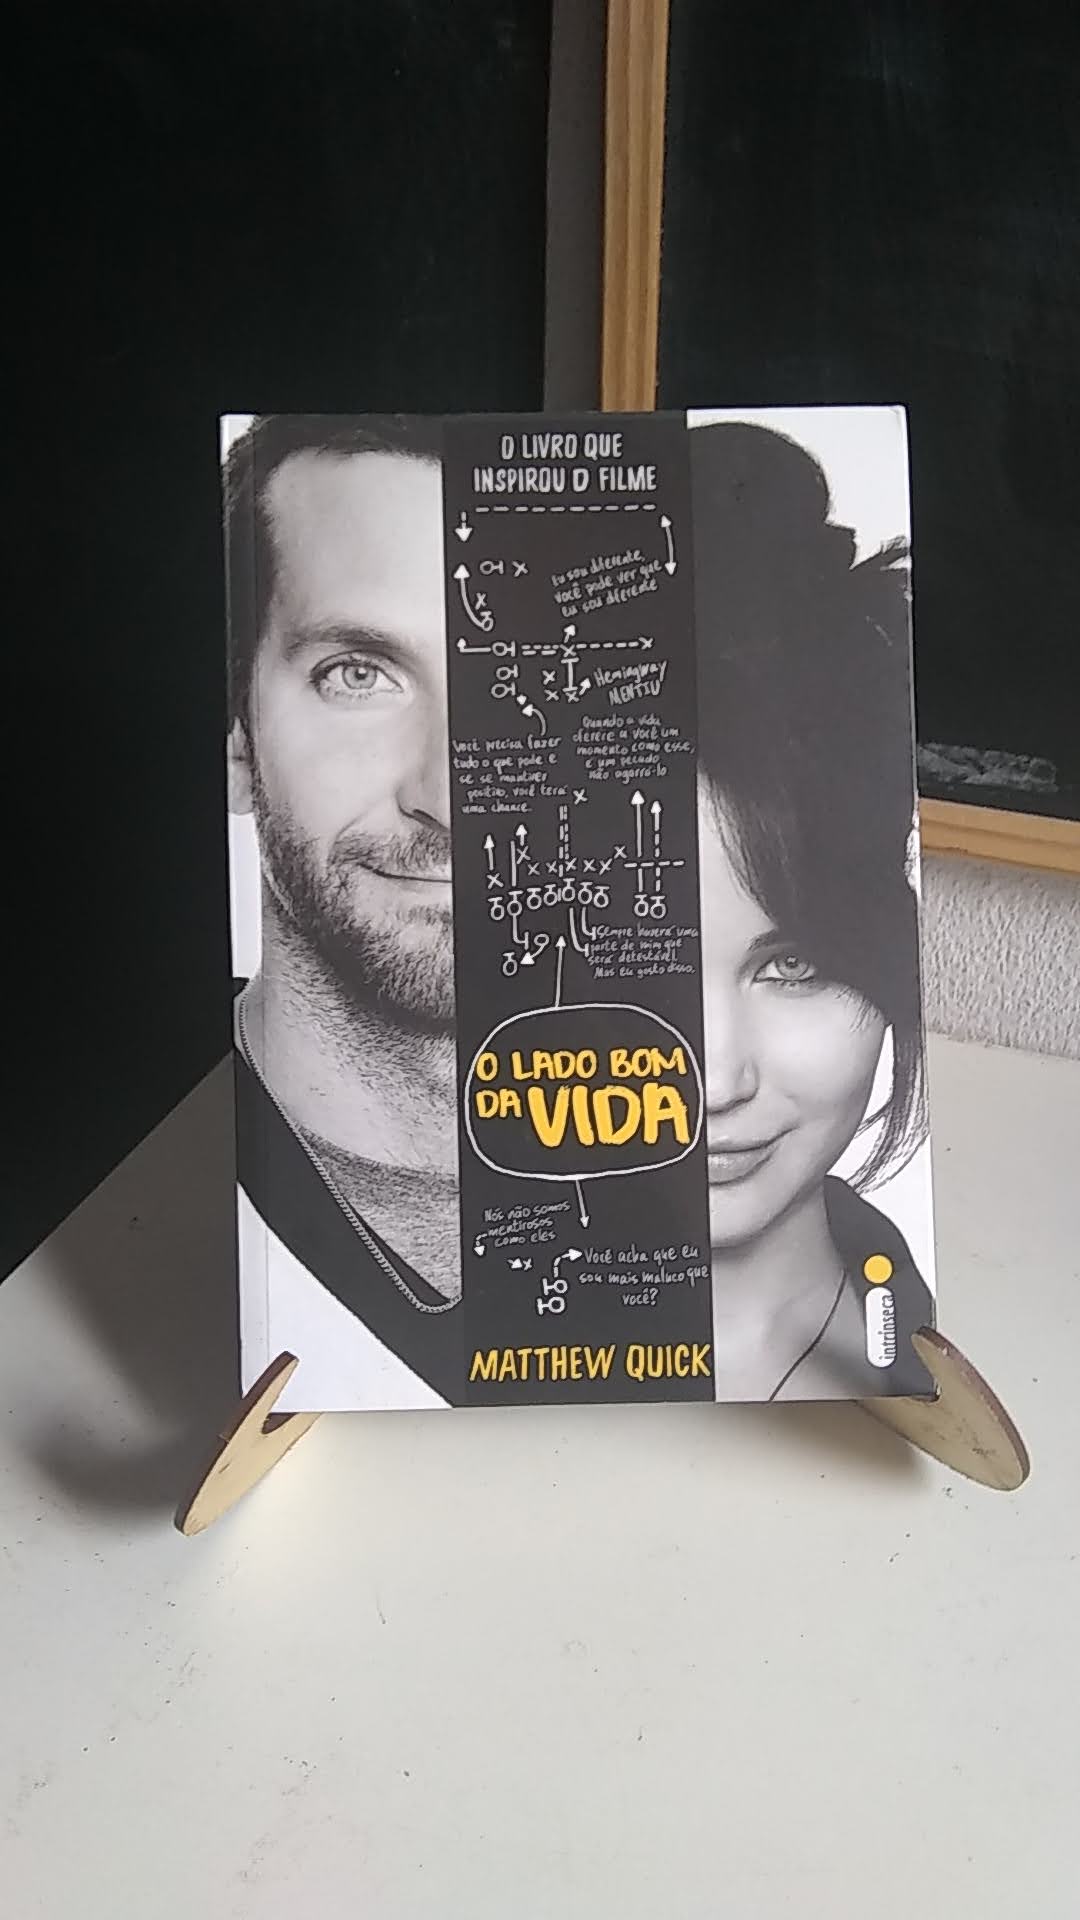 O LIVRO QUE
INSPIROU O FILME
Eu sou diferente,
você pode ver que
eu sou diferente
Hemingway
MENTIU
Quando a vida
oferece a você um
momento como esse,
é um pecado
não agarrá-lo
Você precisa fazer
tudo o que pode e
se se mantiver
positivo, você terá
uma chance.
Sempre haverá uma
parte de mim que
será detestável
Mas eu gosto disso.
O LADO BOM
DA VIDA
Nós não somos
mentirosos
como eles
Você acha que eu
sou mais maluco que
você?
MATTHEW QUICK
intrínseca